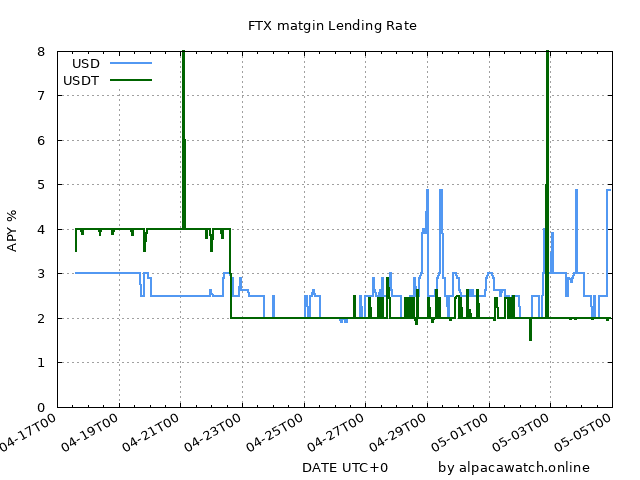 FTX matgin Lending Rate
USD
USDT
8
7
6
5
4
3
2
1
0
APY %
04-17T00
04-19T00
04-21T00
04-23T00
04-25T00
04-27T00
04-29T00
05-01T00
05-03T00
05-05T00
DATE UTC+0
by alpacawatch.online